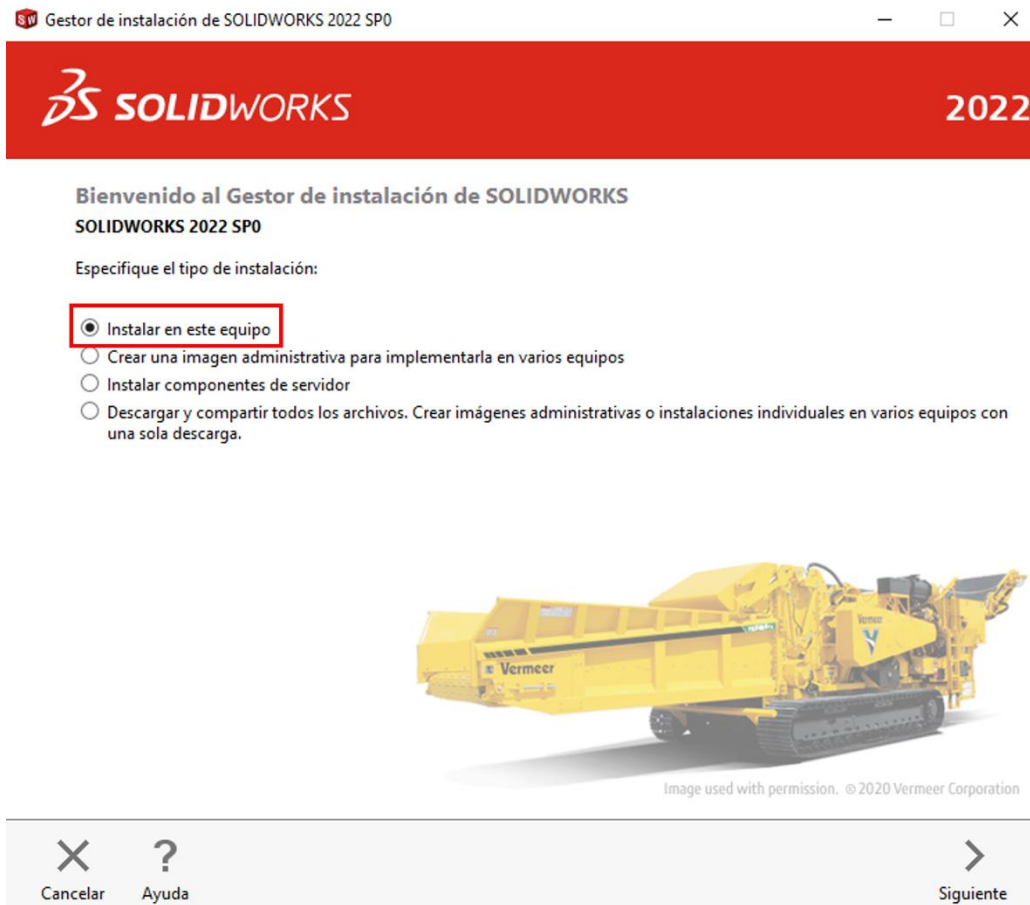 SW Gestor de instalación de SOLIDWORKS 2022 SP0
3DS SOLIDWORKS
2022
Bienvenido al Gestor de instalación de SOLIDWORKS
SOLIDWORKS 2022 SP0
Especifique el tipo de instalación:
Instalar en este equipo
Crear una imagen administrativa para implementarla en varios equipos
Instalar componentes de servidor
Descargar y compartir todos los archivos. Crear imágenes administrativas o instalaciones individuales en varios equipos con
una sola descarga.
Vermeer
Vermeer
Image used with permission. © 2020 Vermeer Corporation
? 
Cancelar Ayuda
Siguiente